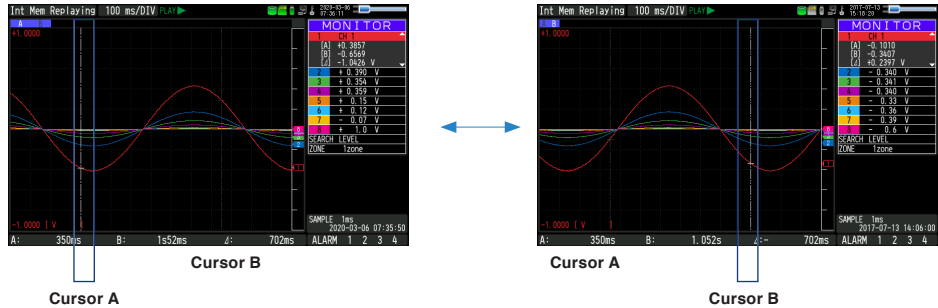 Int Mem Replaying 100 ms/DIV PLAY 2020-03-06 07:36:11
A
+1.0000
MONITOR
1 CH 1
[A] +0.3857
[B] -0.6569
[⊿] -1.0426 V
2 + 0.390 V
3 + 0.354 V
4 + 0.359 V
5 + 0.15 V
6 + 0.12 V
7 - 0.07 V
8 + 1.0 V
SEARCH LEVEL
ZONE 1zone
-1.0000 [ V ]
SAMPLE 1ms
2020-03-06 07:35:50
A: 350ms B: 1s52ms ⊿: 702ms ALARM 1 2 3 4
Cursor B
Cursor A
Int Mem Replaying 100 ms/DIV PLAY 2017-07-13 15:18:20
B
+1.0000
MONITOR
1 CH 1
[A] -0.1010
[B] -0.3407
[⊿] +0.2397 V
2 - 0.340 V
3 - 0.341 V
4 - 0.340 V
5 - 0.33 V
6 - 0.36 V
7 - 0.39 V
8 - 0.6 V
SEARCH LEVEL
ZONE 1zone
-1.0000 [ V ]
SAMPLE 1ms
2017-07-13 14:06:00
A: 350ms B: 1.052s ⊿:- 702ms ALARM 1 2 3 4
Cursor A
Cursor B